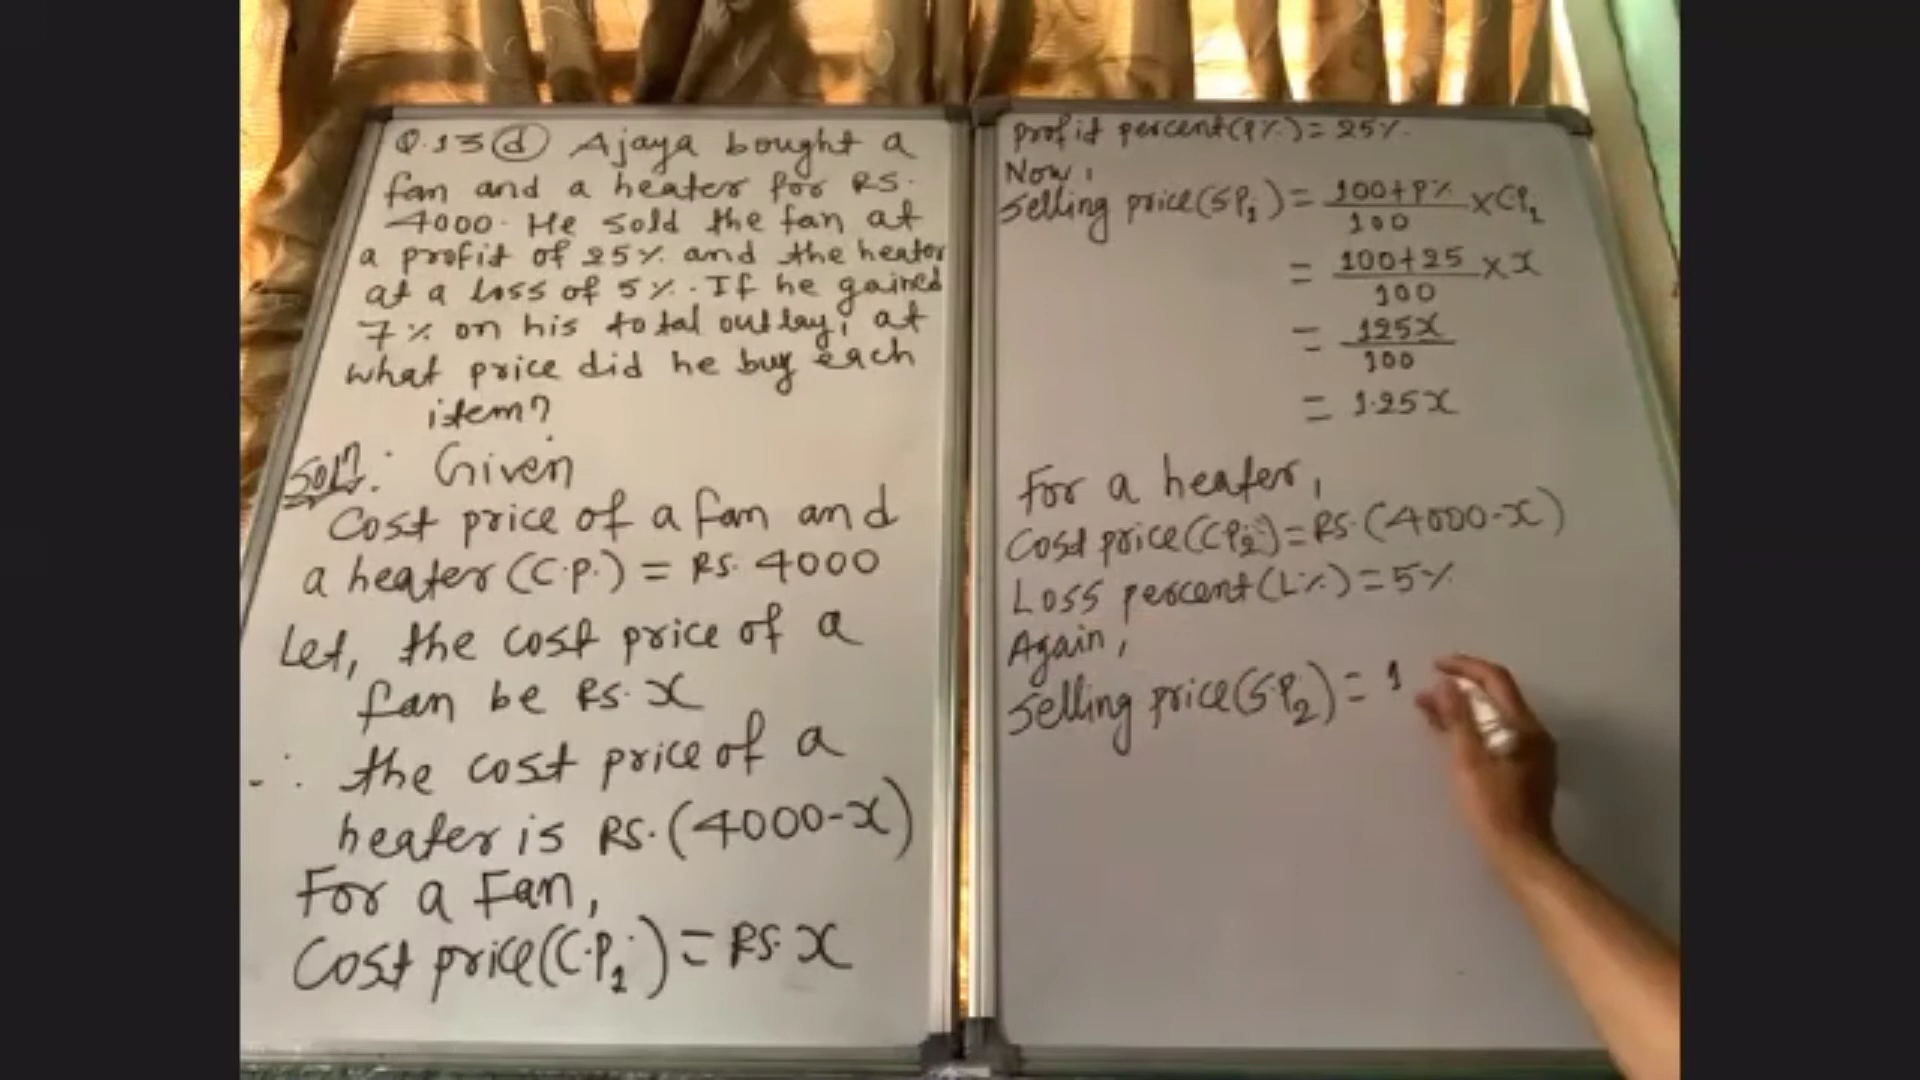 Q.13 (d) Ajaya bought a
fan and a heater for RS.
4000. He sold the fan at
a profit of 25% and the heater
at a loss of 5%. If he gained
7% on his total outlay, at
what price did he buy each
item?
Solⁿ: Given
Cost price of a fan and
a heater (C.P.) = RS. 4000
Let, the cost price of a
fan be RS. x
∴ the cost price of a
heater is RS. (4000-x)
For a Fan,
Cost price (C.P₁) = RS. x
profit percent (P%) = 25%.
Now,
Selling price (SP₁) = 100+P% / 100 × CP₁
= 100+25 / 100 × x
= 125x / 100
= 1.25x
For a heater,
Cost price (CP₂) = RS. (4000-x)
Loss percent (L%) = 5%
Again,
Selling price (S.P₂) = 1